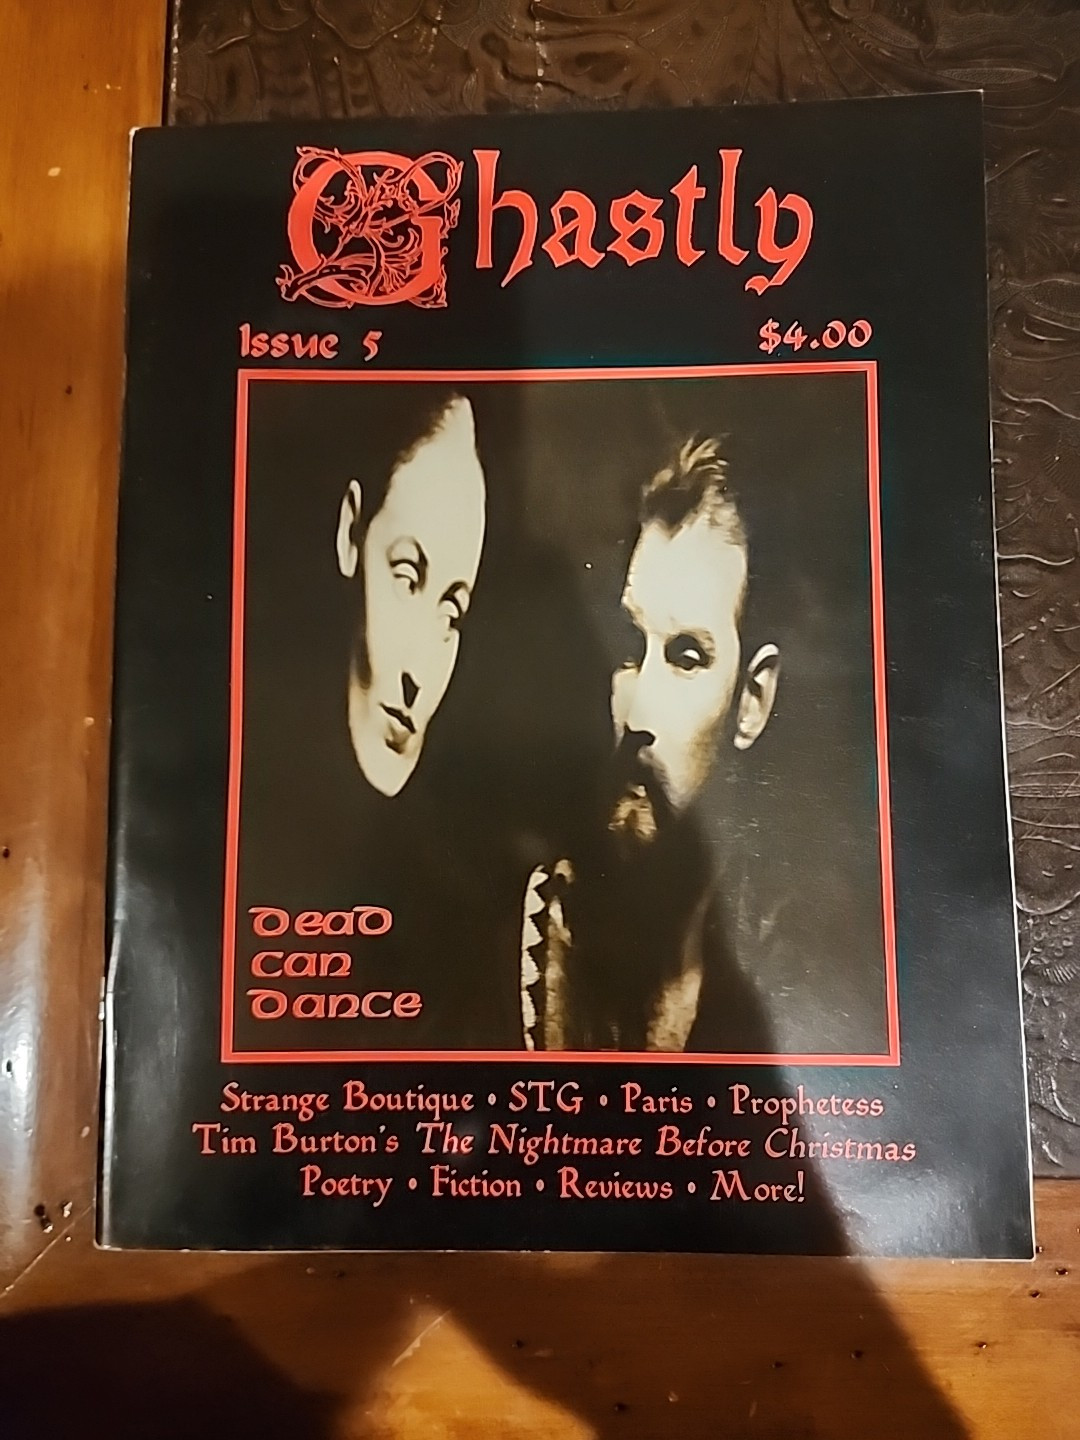 Ghastly
Issue 5 $4.00
Dead
Can
Dance
Strange Boutique • STG • Paris • Prophetess
Tim Burton's The Nightmare Before Christmas
Poetry • Fiction • Reviews • More!